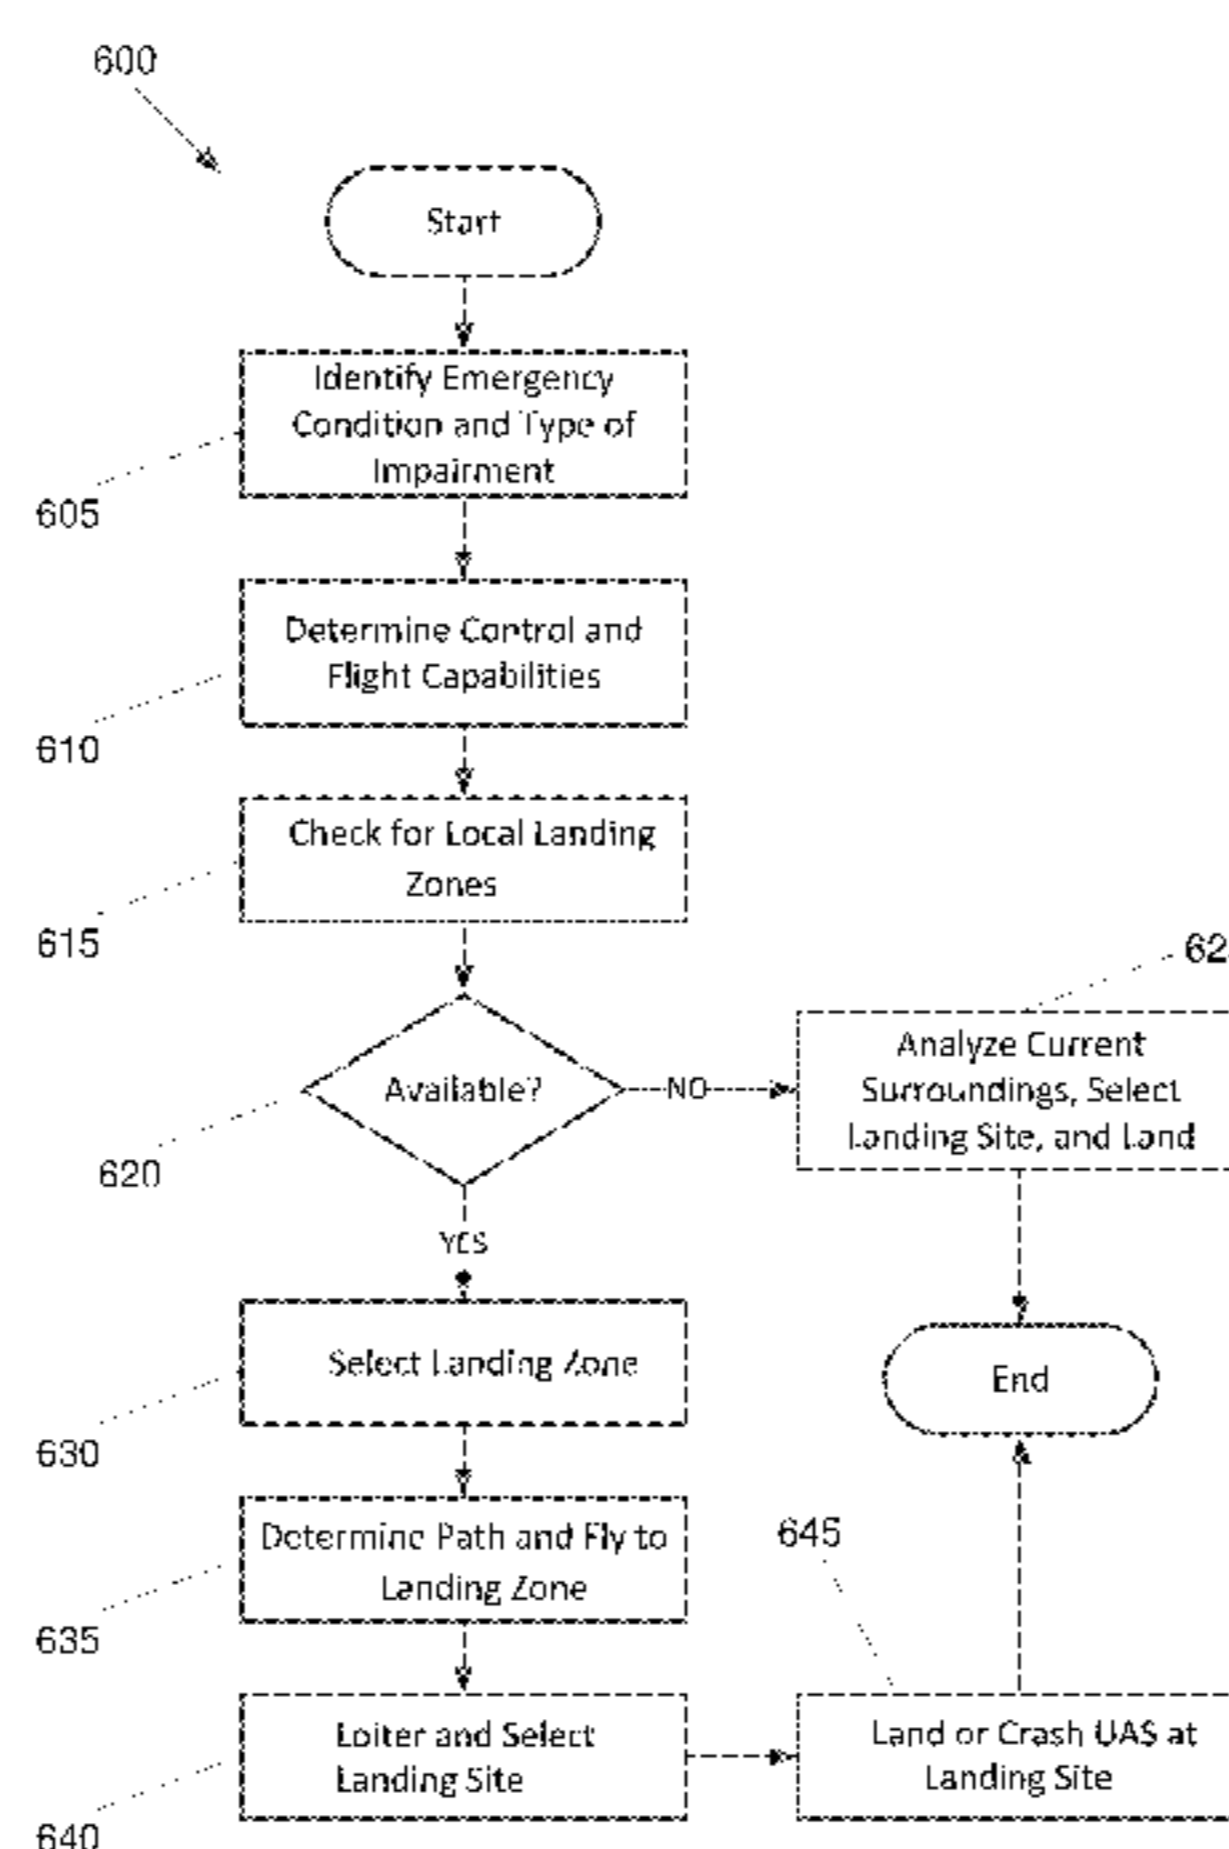 600
Start
Identify Emergency
Condition and Type of
Impairment
605
Determine Control and
Flight Capabilities
610
Check for Local Landing
Zones
615
Available?
620
NO
Analyze Current
Surroundings, Select
Landing Site, and Land
YES
Select Landing Zone
630
End
Determine Path and Fly to
Landing Zone
635
645
Loiter and Select
Landing Site
640
Land or Crash UAS at
Landing Site